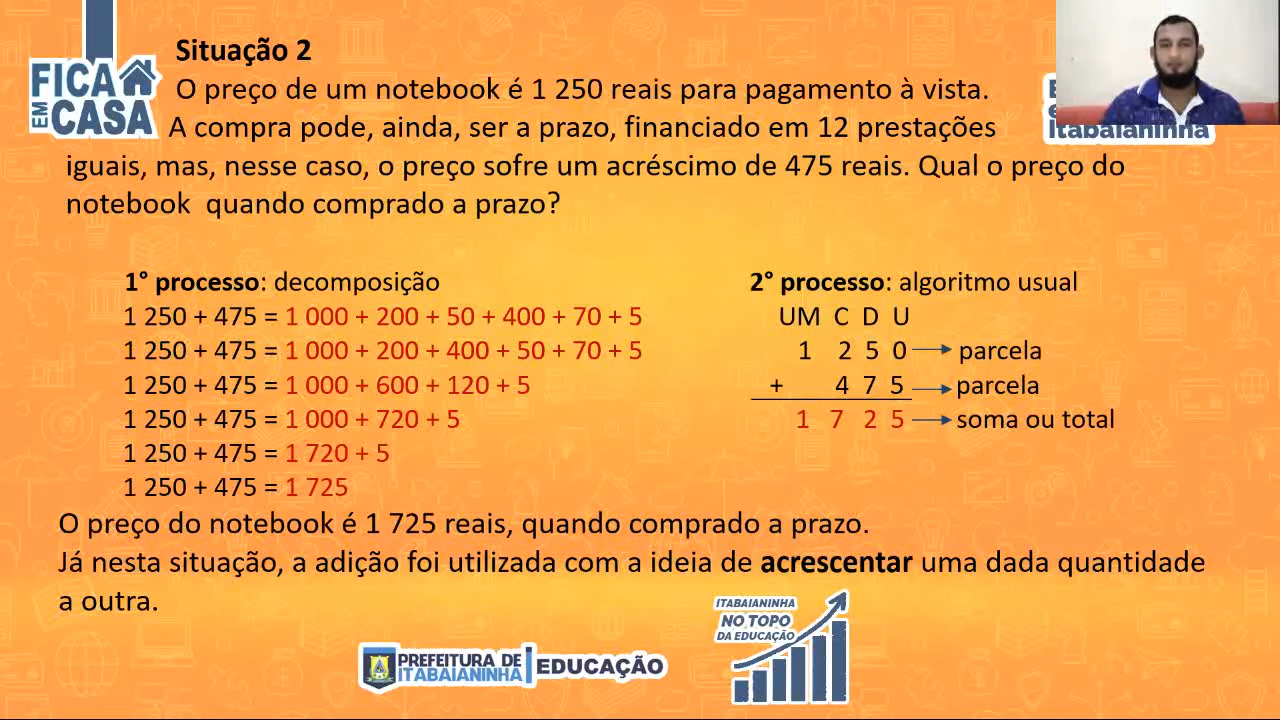 FICA
EM
CASA
Situação 2
O preço de um notebook é 1 250 reais para pagamento à vista.
A compra pode, ainda, ser a prazo, financiado em 12 prestações
iguais, mas, nesse caso, o preço sofre um acréscimo de 475 reais. Qual o preço do
notebook quando comprado a prazo?
Itabaianinha
1° processo: decomposição
1 250 + 475 = 1 000 + 200 + 50 + 400 + 70 + 5
1 250 + 475 = 1 000 + 200 + 400 + 50 + 70 + 5
1 250 + 475 = 1 000 + 600 + 120 + 5
1 250 + 475 = 1 000 + 720 + 5
1 250 + 475 = 1 720 + 5
1 250 + 475 = 1 725
2° processo: algoritmo usual
UM C D U
1 2 5 0 parcela
+ 4 7 5 parcela
1 7 2 5 soma ou total
O preço do notebook é 1 725 reais, quando comprado a prazo.
Já nesta situação, a adição foi utilizada com a ideia de acrescentar uma dada quantidade
a outra.
ITABAIANINHA
NO TOPO
DA EDUCAÇÃO
PREFEITURA DE
ITABAIANINHA
EDUCAÇÃO